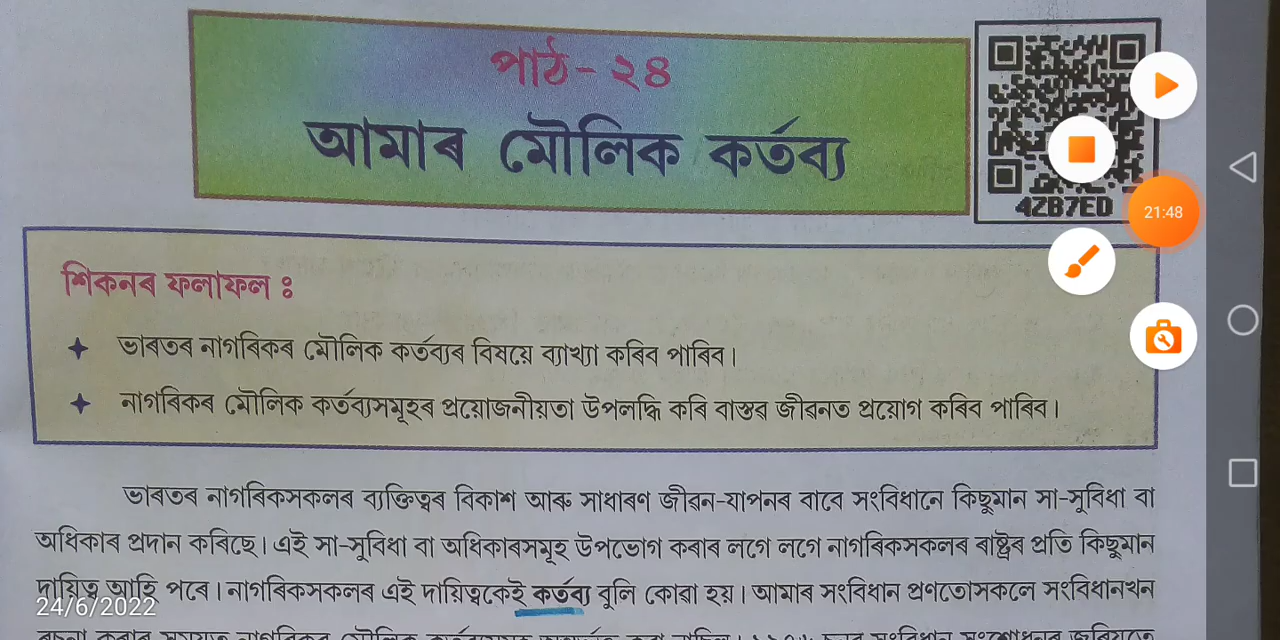 পাঠ- ২৪
আমাৰ মৌলিক কৰ্তব্য
4ZB7ED
21:48
শিকনৰ ফলাফল ঃ
ভাৰতৰ নাগৰিকৰ মৌলিক কৰ্তব্যৰ বিষয়ে ব্যাখ্যা কৰিব পাৰিব।
নাগৰিকৰ মৌলিক কৰ্তব্যসমূহৰ প্ৰয়োজনীয়তা উপলদ্ধি কৰি বাস্তৱ জীৱনত প্ৰয়োগ কৰিব পাৰিব।
ভাৰতৰ নাগৰিকসকলৰ ব্যক্তিত্বৰ বিকাশ আৰু সাধাৰণ জীৱন-যাপনৰ বাবে সংবিধানে কিছুমান সা-সুবিধা বা
অধিকাৰ প্ৰদান কৰিছে। এই সা-সুবিধা বা অধিকাৰসমূহ উপভোগ কৰাৰ লগে লগে নাগৰিকসকলৰ ৰাষ্ট্ৰৰ প্ৰতি কিছুমান
দায়িত্ব আহি পৰে। নাগৰিকসকলৰ এই দায়িত্বকেই কৰ্তব্য বুলি কোৱা হয়। আমাৰ সংবিধান প্ৰণেতাসকলে সংবিধানখন
24/6/2022